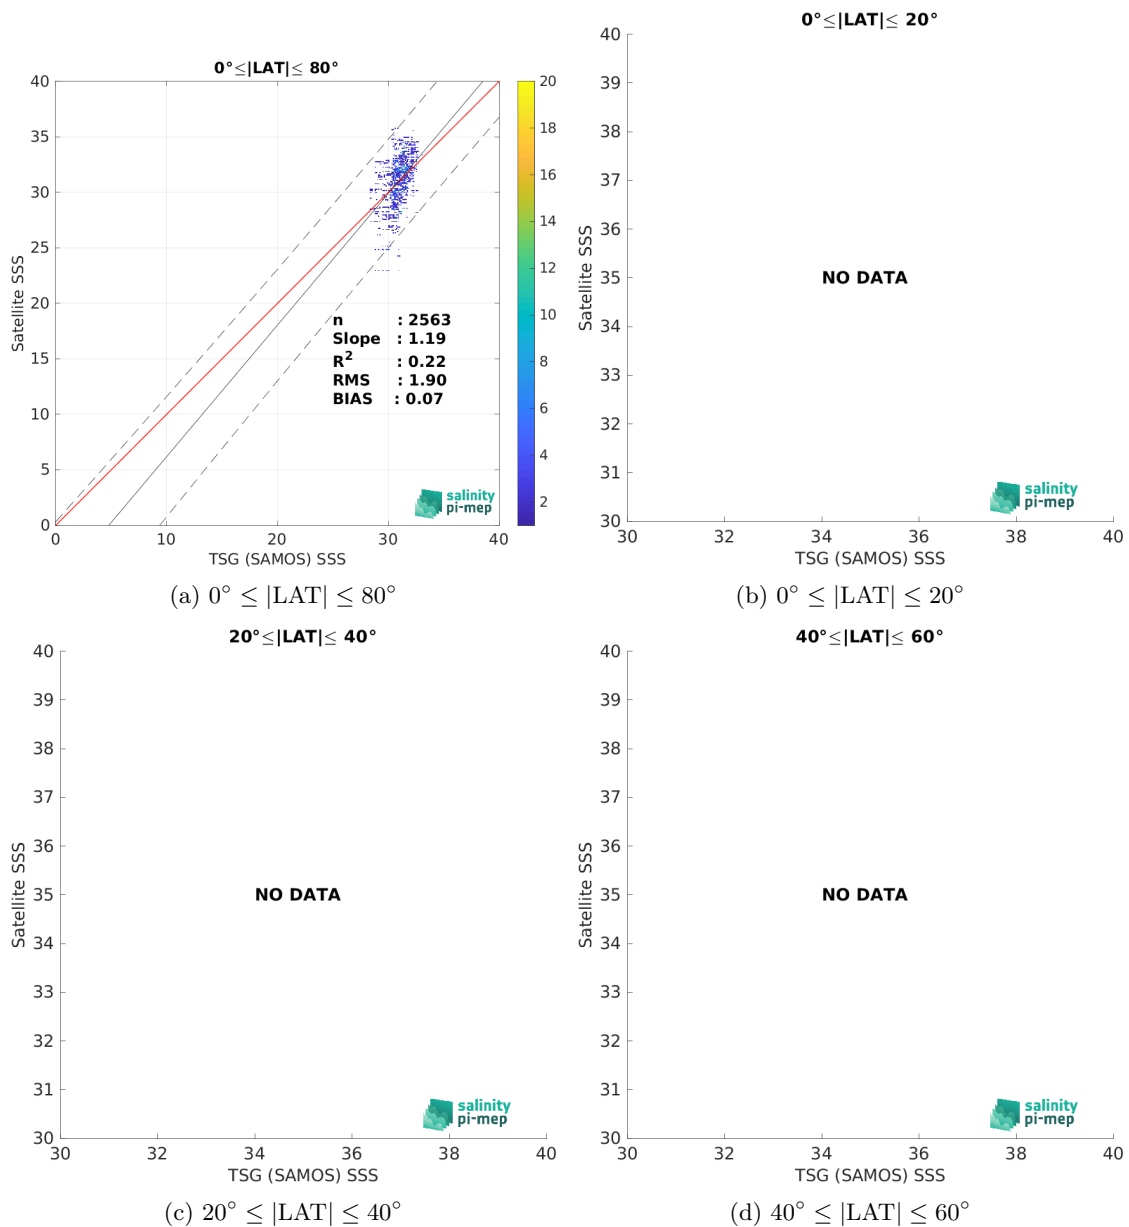 0°≤|LAT|≤ 80°
40
35
30
25
20
15
10
5
0
0
10
20
30
40
Satellite SSS
TSG (SAMOS) SSS
n : 2563
Slope : 1.19
R² : 0.22
RMS : 1.90
BIAS : 0.07
salinity
pi-mep
20
18
16
14
12
10
8
6
4
2
(a) 0° ≤ |LAT| ≤ 80°
0°≤|LAT|≤ 20°
40
39
38
37
36
35
34
33
32
31
30
30
32
34
36
38
40
Satellite SSS
TSG (SAMOS) SSS
NO DATA
salinity
pi-mep
(b) 0° ≤ |LAT| ≤ 20°
20°≤|LAT|≤ 40°
40
39
38
37
36
35
34
33
32
31
30
30
32
34
36
38
40
Satellite SSS
TSG (SAMOS) SSS
NO DATA
salinity
pi-mep
(c) 20° ≤ |LAT| ≤ 40°
40°≤|LAT|≤ 60°
40
39
38
37
36
35
34
33
32
31
30
30
32
34
36
38
40
Satellite SSS
TSG (SAMOS) SSS
NO DATA
salinity
pi-mep
(d) 40° ≤ |LAT| ≤ 60°